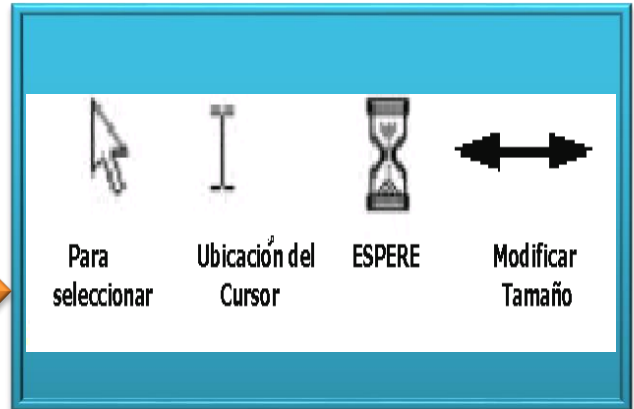 Para seleccionar
Ubicación del Cursor
ESPERE
Modificar Tamaño